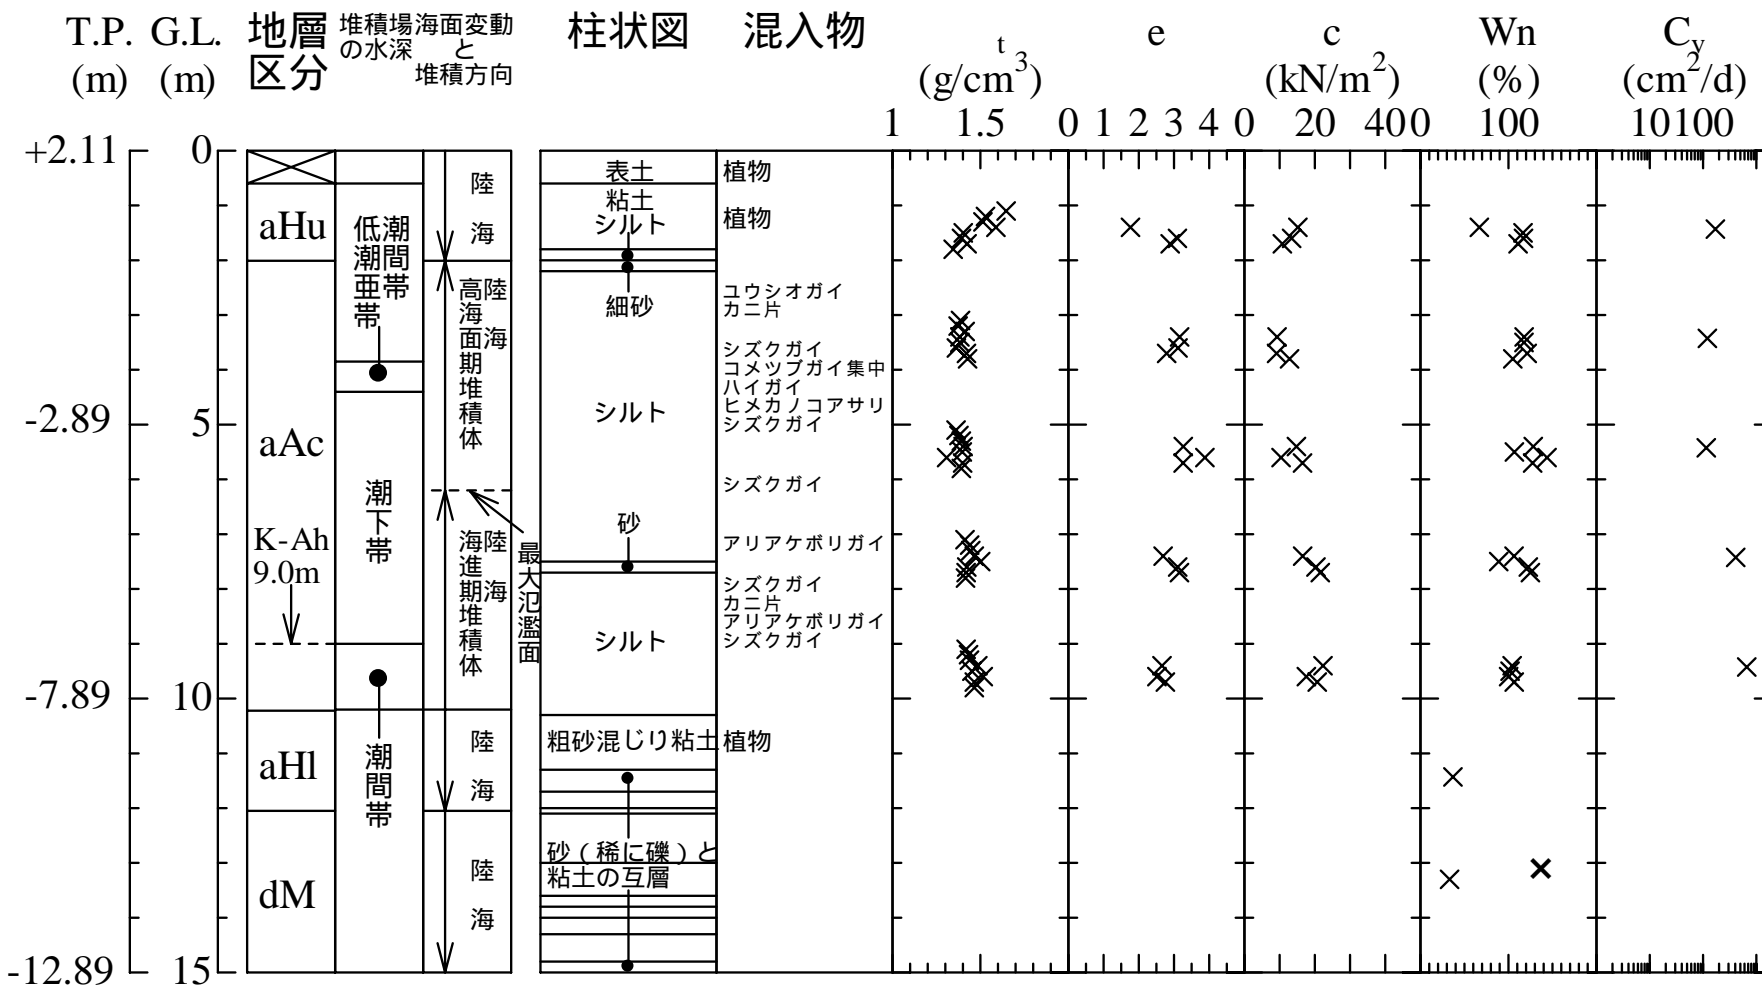 T.P.
(m)
G.L.
(m)
地層
区分
堆積場
の水深
海面変動
と
堆積方向
柱状図
混入物
t
(g/cm3)
e
c
(kN/m2)
Wn
(%)
Cv
(cm2/d)
1 1.5
0 1 2 3 4
0 20 40
0 100
10 100
+2.11
-2.89
-7.89
-12.89
0
5
10
15
aHu
aAc
K-Ah
9.0m
aHl
dM
低潮亜帯
潮間帯
潮下帯
潮間帯
陸
海
高海面期堆積体
陸
海
海進期堆積体
陸
海
最大氾濫面
陸
海
陸
海
表土
粘土
シルト
細砂
シルト
砂
シルト
粗砂混じり粘土
砂(稀に礫)と
粘土の互層
植物
植物
ユウシオガイ
カニ片
シズクガイ
コメツブガイ集中
ハイガイ
ヒメカノコアサリ
シズクガイ
シズクガイ
アリアケボリガイ
シズクガイ
カニ片
アリアケボリガイ
シズクガイ
植物